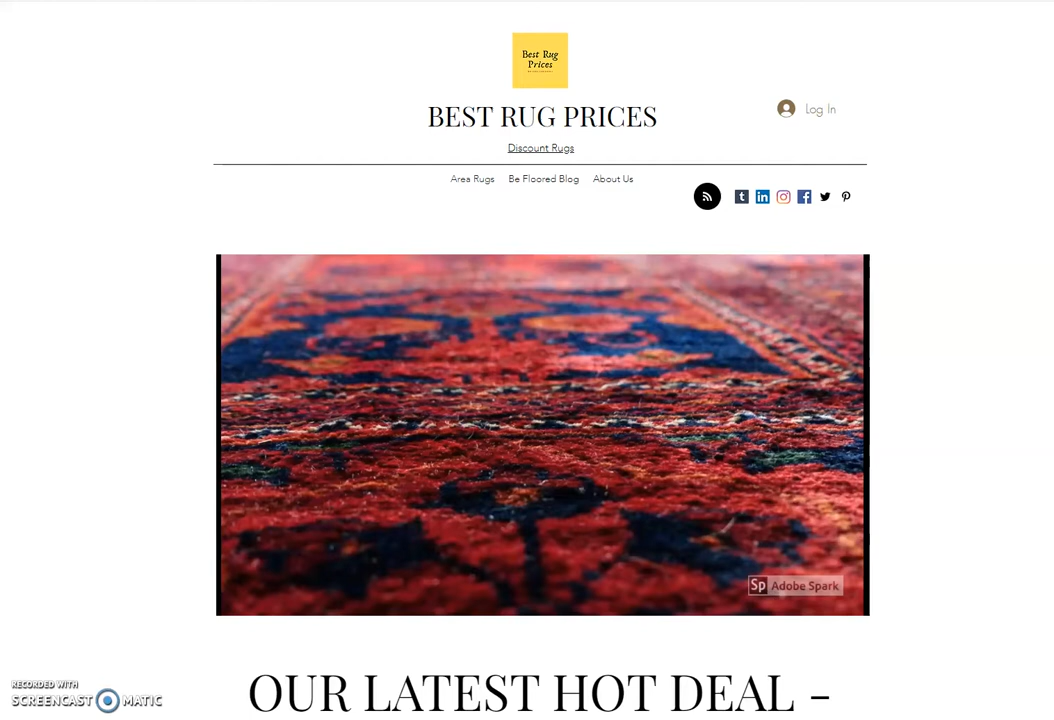 Best Rug
Prices
BEST RUG PRICES
Log In
Discount Rugs
Area Rugs Be Floored Blog About Us
Sp Adobe Spark
OUR LATEST HOT DEAL -
RECORDED WITH
SCREENCAST MATIC